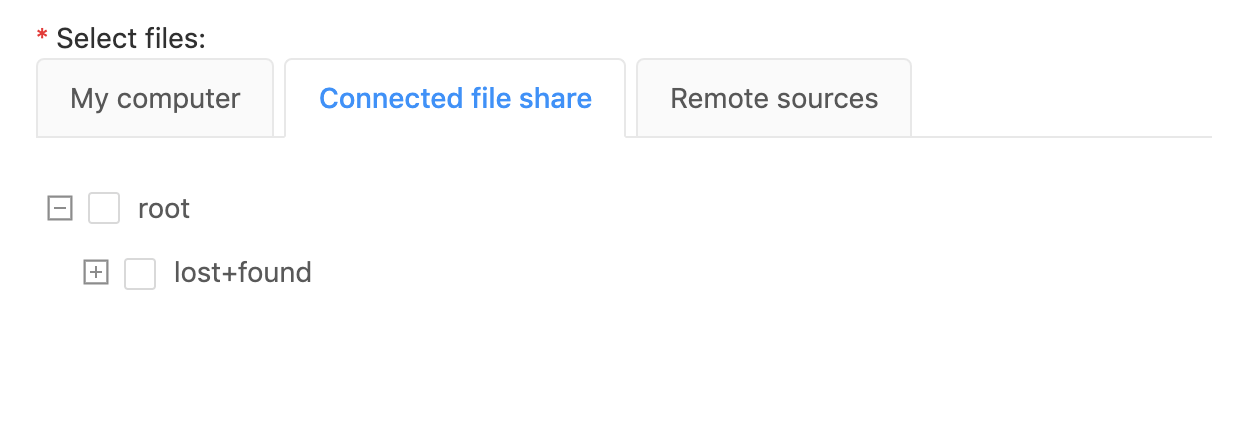 * Select files:
My computer Connected file share Remote sources
root
lost+found